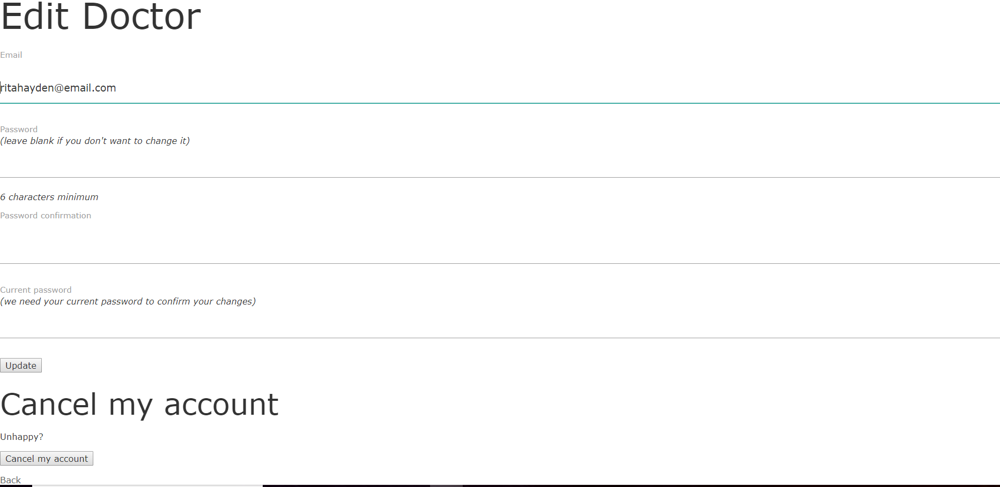 Edit Doctor
Email
ritahayden@email.com
Password
(leave blank if you don't want to change it)
6 characters minimum
Password confirmation
Current password
(we need your current password to confirm your changes)
Update
Cancel my account
Unhappy?
Cancel my account
Back